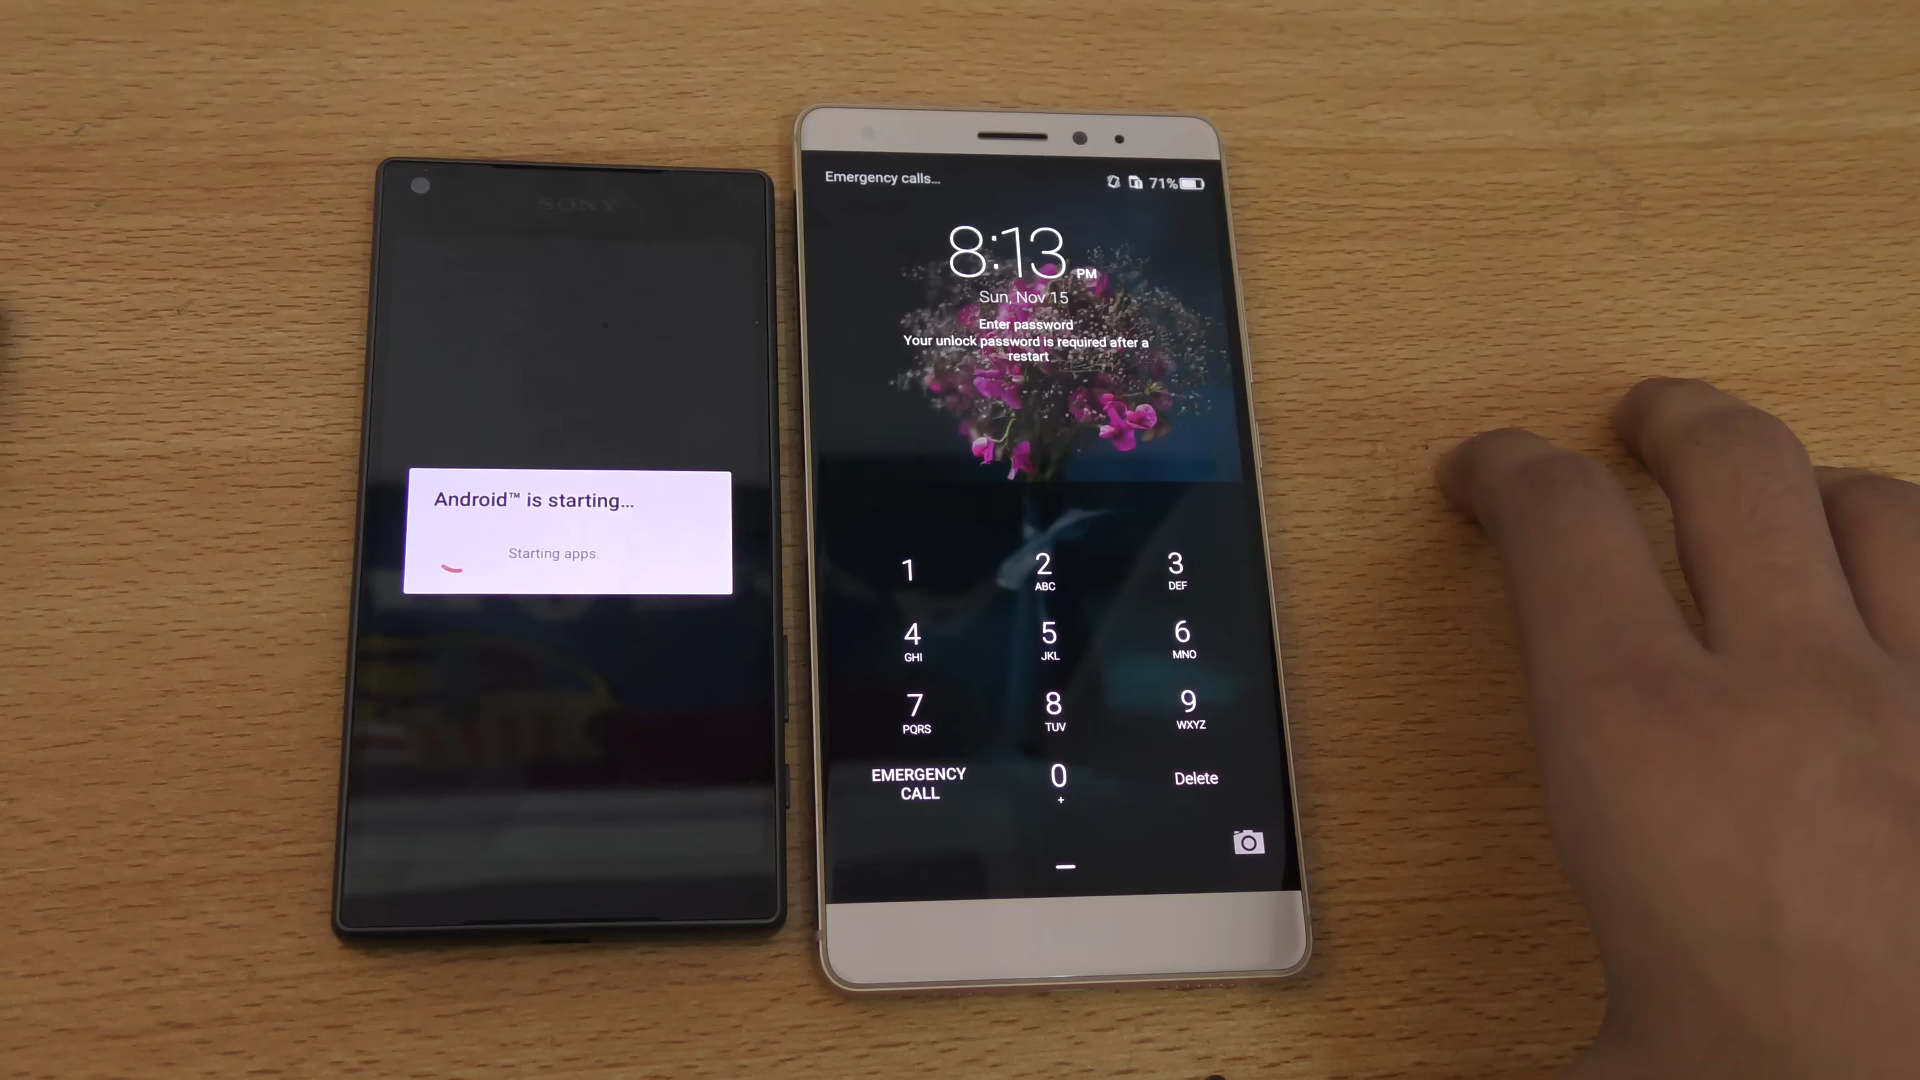 SONY
Android™ is starting...
Starting apps.
Emergency calls...
71%
8:13 PM
Sun, Nov 15
Enter password
Your unlock password is required after a
restart
1
2
ABC
3
DEF
4
GHI
5
JKL
6
MNO
7
PQRS
8
TUV
9
WXYZ
EMERGENCY
CALL
0
+
Delete